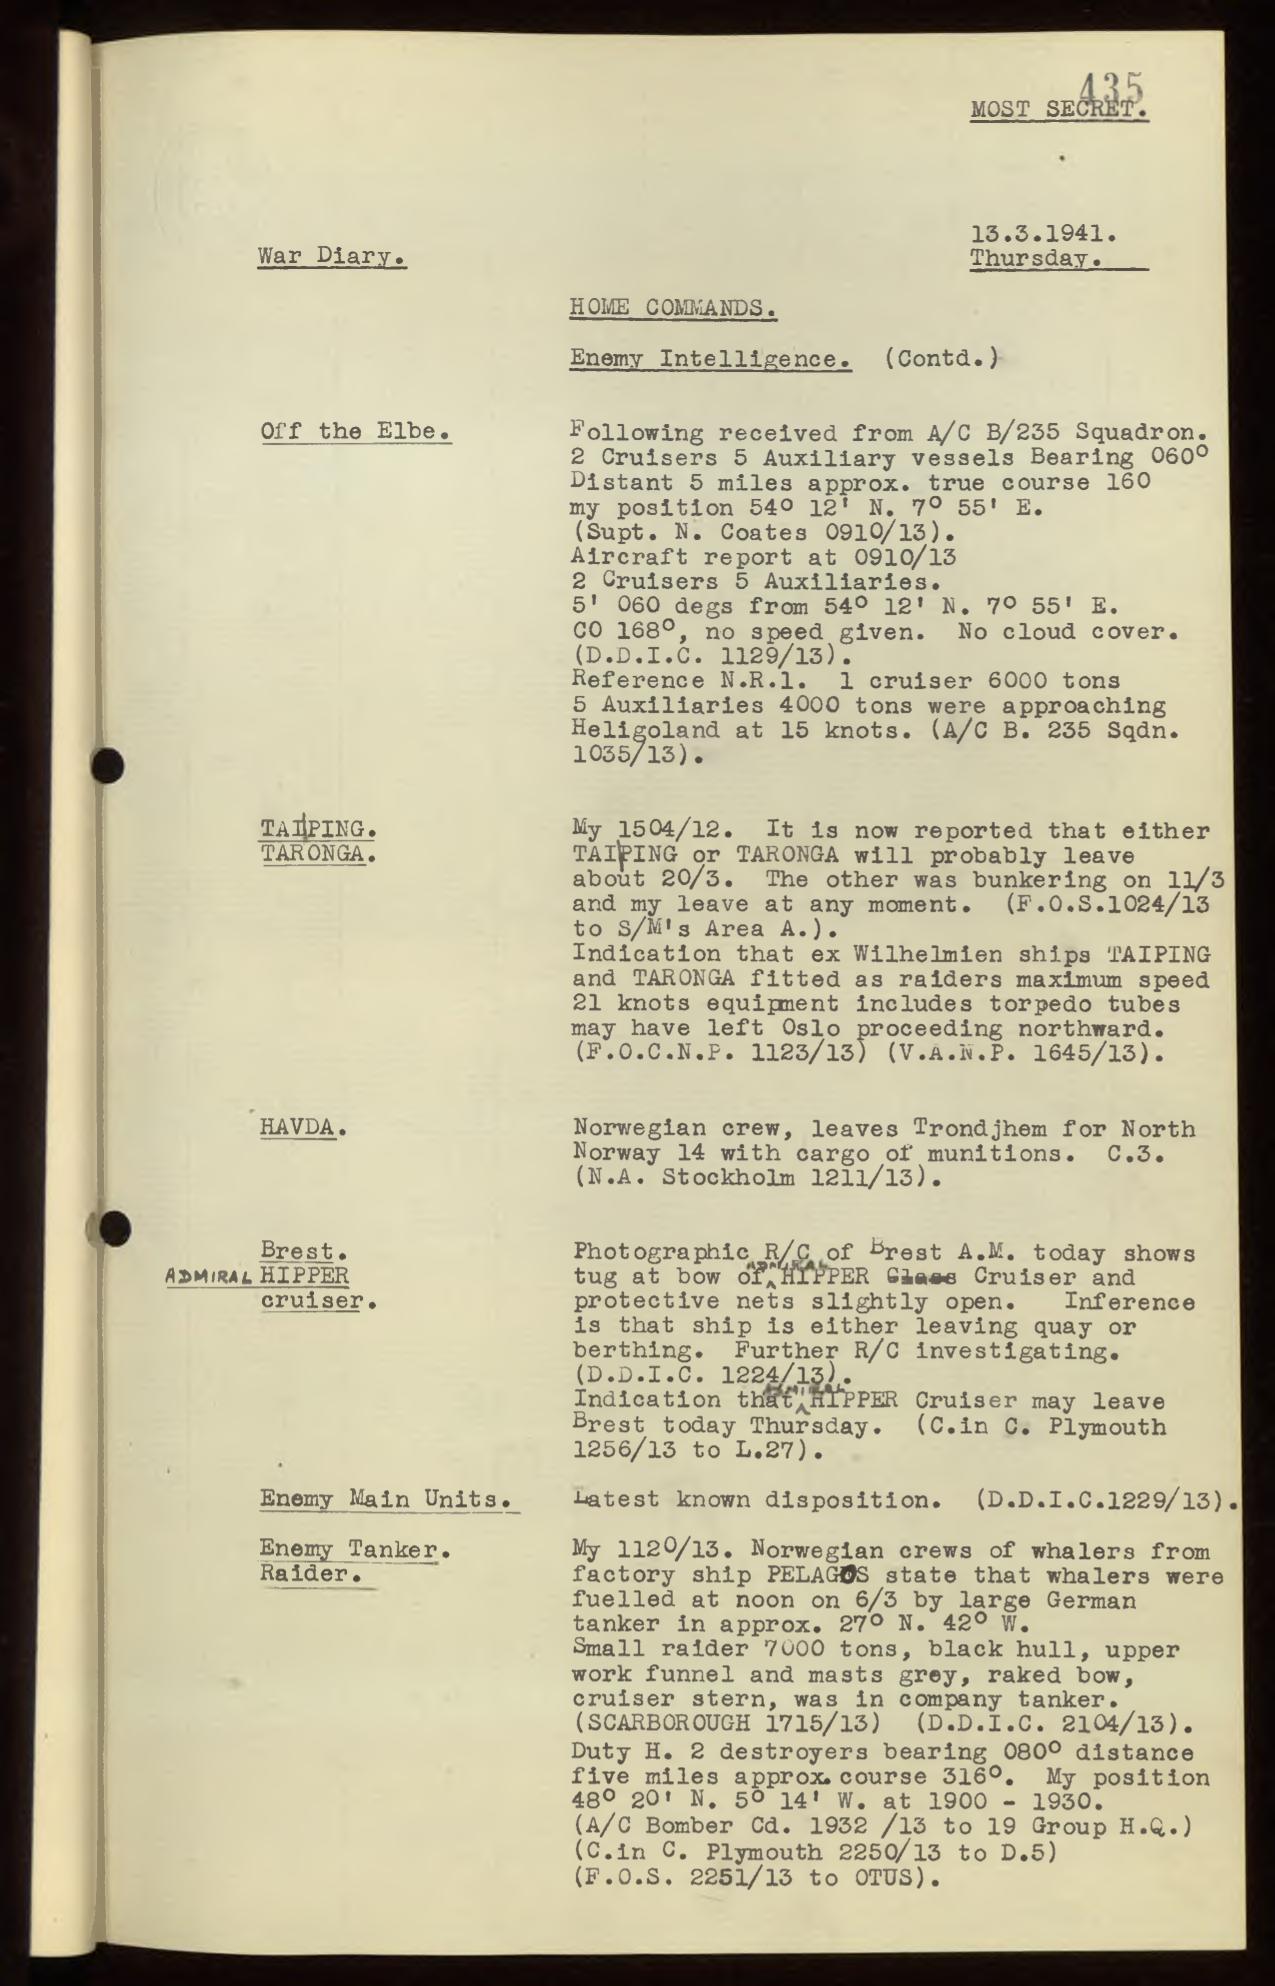 435
MOST SECRET.
13.3.1941.
War Diary.
Thursday.
HOME COMMANDS.
Enemy Intelligence. (Contd.)
Off the Elbe.
Following received from A/C B/235 Squadron.
2 Cruisers 5 Auxiliary vessels Bearing 060°
Distant 5 miles approx. true course 160
my position 54° 12' N. 7° 55' E.
(Supt. N. Coates 0910/13).
Aircraft report at 0910/13
2 Cruisers 5 Auxiliaries.
5' 060 degs from 54° 12' N. 7° 55' E.
CO 168°, no speed given. No cloud cover.
(D.D.I.C. 1129/13).
Reference N.R.1. 1 cruiser 6000 tons
5 Auxiliaries 4000 tons were approaching
Heligoland at 15 knots. (A/C B. 235 Sqdn.
1035/13).
TAIPING.
TARONGA.
My 1504/12. It is now reported that either
TAIPING or TARONGA will probably leave
about 20/3. The other was bunkering on 11/3
and my leave at any moment. (F.O.S.1024/13
to S/M's Area A.).
Indication that ex Wilhelmien ships TAIPING
and TARONGA fitted as raiders maximum speed
21 knots equipment includes torpedo tubes
may have left Oslo proceeding northward.
(F.O.C.N.P. 1123/13) (V.A.N.P. 1645/13).
HAVDA.
Norwegian crew, leaves Trondjhem for North
Norway 14 with cargo of munitions. C.3.
(N.A. Stockholm 1211/13).
Brest.
ADMIRAL HIPPER
cruiser.
Photographic R/C of Brest A.M. today shows
tug at bow of ADMIRAL HIPPER Class Cruiser and
protective nets slightly open. Inference
is that ship is either leaving quay or
berthing. Further R/C investigating.
(D.D.I.C. 1224/13).
Indication that ADMIRAL HIPPER Cruiser may leave
Brest today Thursday. (C.in C. Plymouth
1256/13 to L.27).
Enemy Main Units.
Latest known disposition. (D.D.I.C.1229/13).
Enemy Tanker.
Raider.
My 1120/13. Norwegian crews of whalers from
factory ship PELAGOS state that whalers were
fuelled at noon on 6/3 by large German
tanker in approx. 27° N. 42° W.
Small raider 7000 tons, black hull, upper
work funnel and masts grey, raked bow,
cruiser stern, was in company tanker.
(SCARBOROUGH 1715/13) (D.D.I.C. 2104/13).
Duty H. 2 destroyers bearing 080° distance
five miles approx. course 316°. My position
48° 20' N. 5° 14' W. at 1900 - 1930.
(A/C Bomber Cd. 1932 /13 to 19 Group H.Q.)
(C.in C. Plymouth 2250/13 to D.5)
(F.O.S. 2251/13 to OTUS).